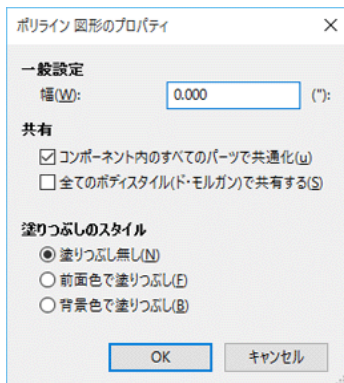 ポリライン 図形のプロパティ
一般設定
幅(W): 0.000 ("):
共有
コンポーネント内のすべてのパーツで共通化(u)
全てのボディスタイル(ド・モルガン)で共有する(S)
塗りつぶしのスタイル
塗りつぶし無し(N)
前面色で塗りつぶし(F)
背景色で塗りつぶし(B)
OK キャンセル